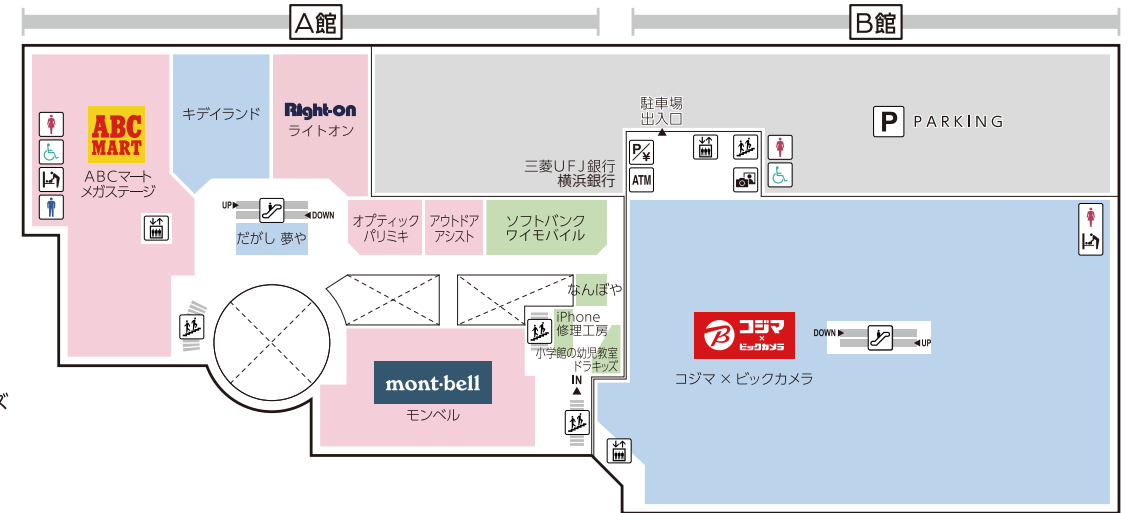 A館
B館
ABC
MART
ABCマート
メガステージ
キデイランド
Right-on
ライトオン
駐車場
出入口
P
PARKING
三菱UFJ銀行
横浜銀行
P/¥
ATM
UP
DOWN
だがし 夢や
オプティック
パリミキ
アウトドア
アシスト
ソフトバンク
ワイモバイル
なんぼや
iPhone
修理工房
小学館の幼児教室
ドラキッズ
IN
mont-bell
モンベル
B コジマ
×
ビックカメラ
コジマ × ビックカメラ
DOWN
UP
ズ